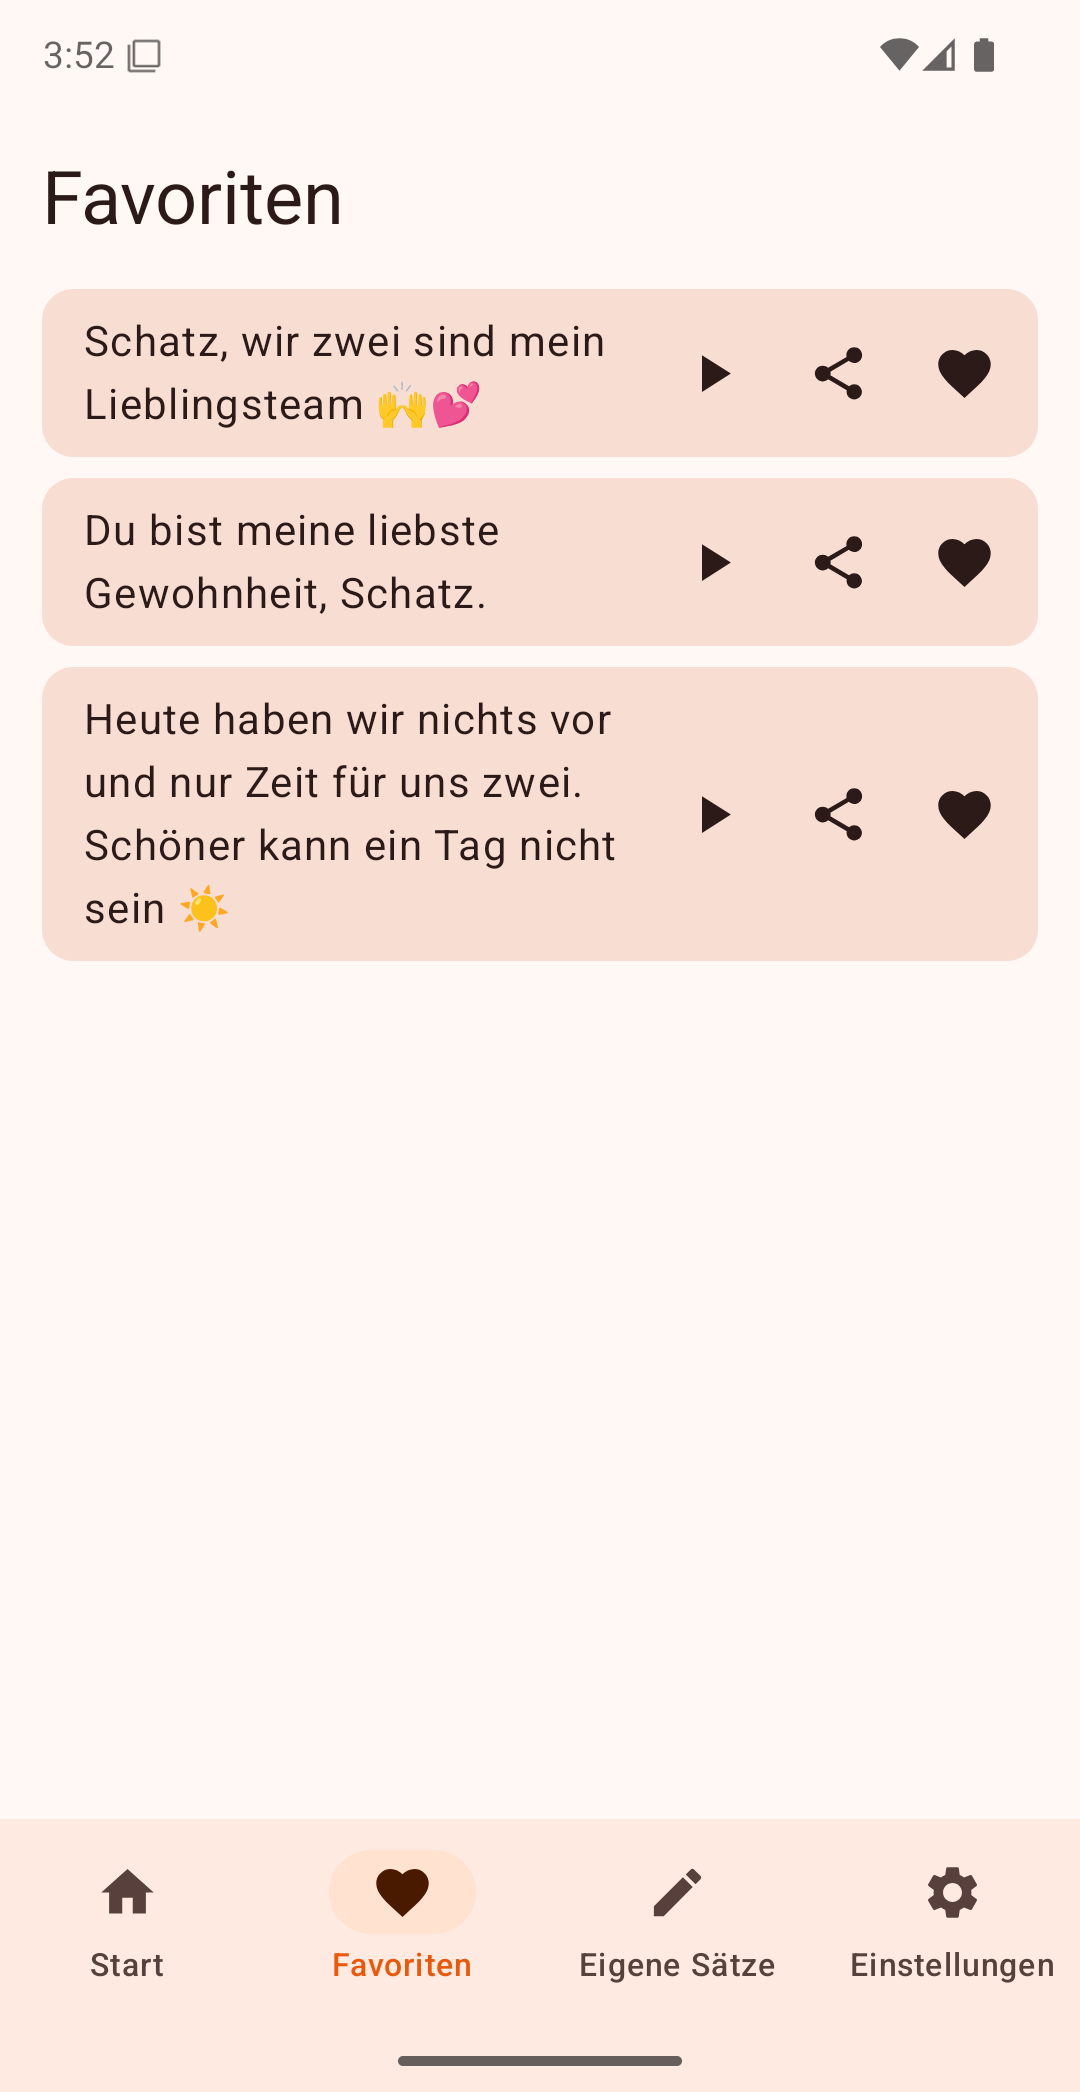 3:52
Favoriten
Schatz, wir zwei sind mein
Lieblingsteam 🙌💕
Du bist meine liebste
Gewohnheit, Schatz.
Heute haben wir nichts vor
und nur Zeit für uns zwei.
Schöner kann ein Tag nicht
sein ☀️
Start
Favoriten
Eigene Sätze
Einstellungen